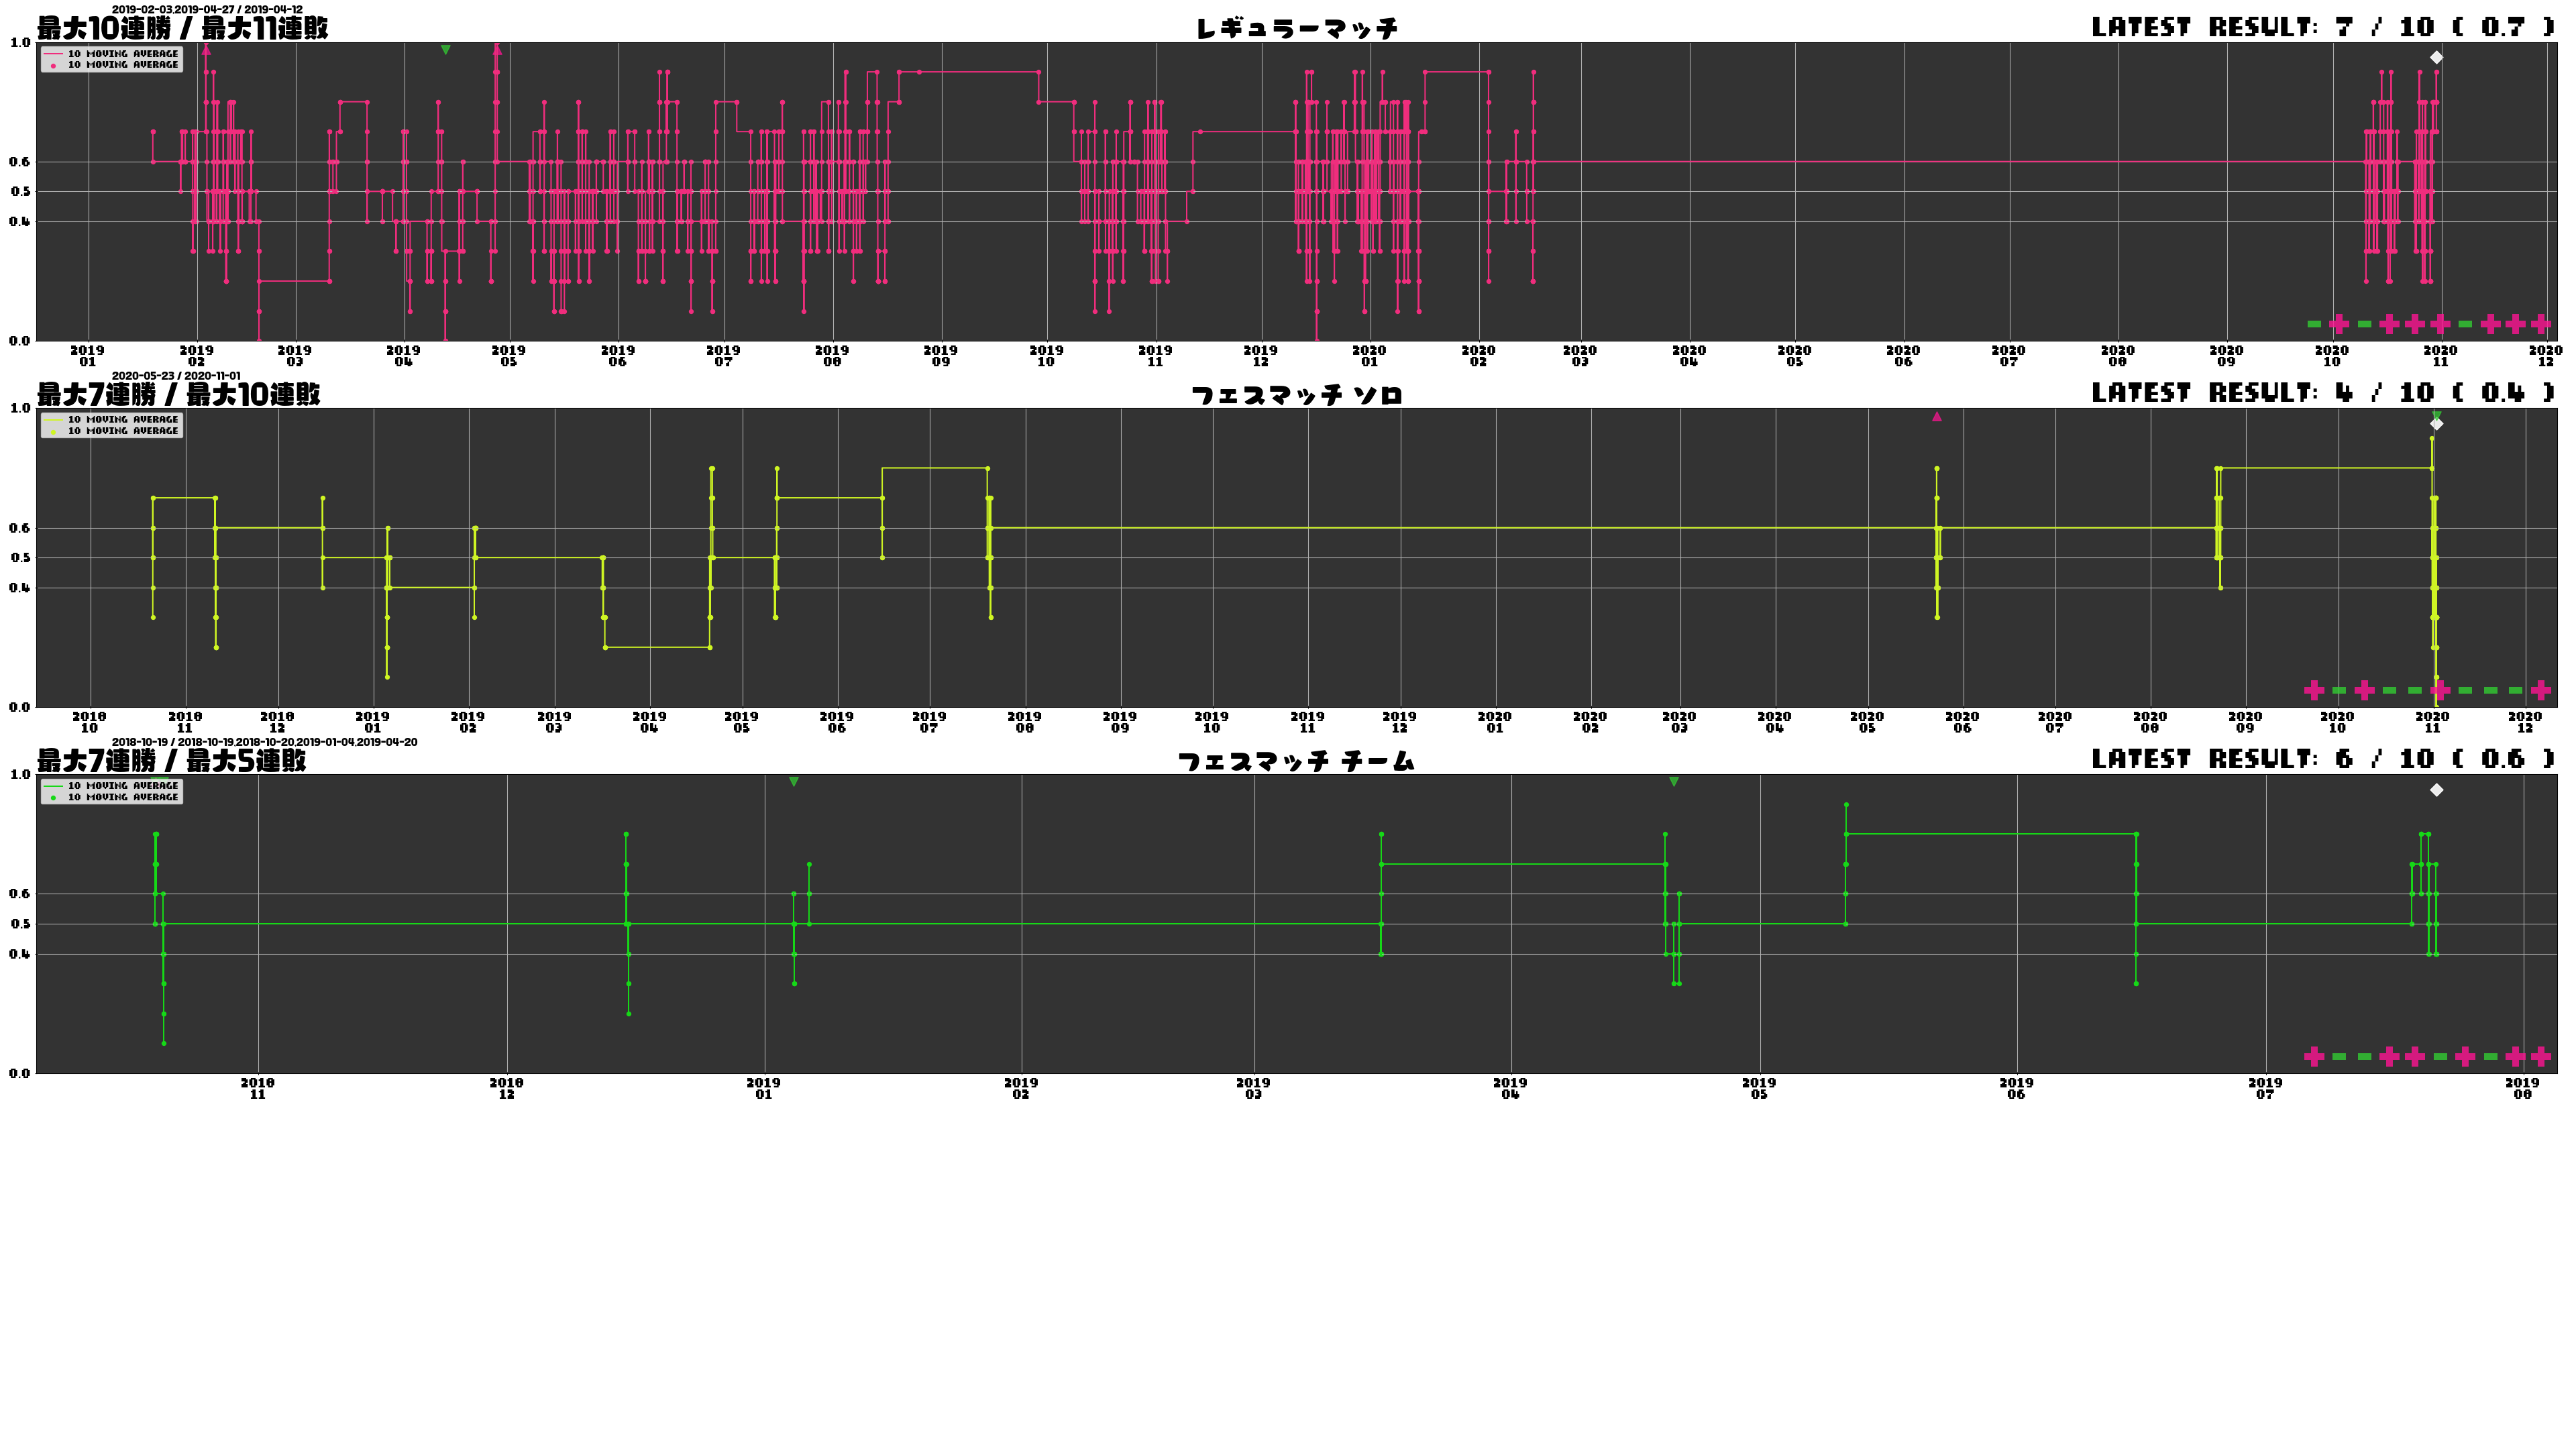 2019-02-03,2019-04-27 / 2019-04-12
最大10連勝 / 最大11連敗
レギュラーマッチ
LATEST RESULT: 7 / 10 ( 0.7 )
10 MOVING AVERAGE
10 MOVING AVERAGE
1.0
0.6
0.5
0.4
0.0
2019 2019 2019 2019 2019 2019 2019 2019 2019 2019 2019 2019 2020 2020 2020 2020 2020 2020 2020 2020 2020 2020 2020 2020
01 02 03 04 05 06 07 08 09 10 11 12 01 02 03 04 05 06 07 08 09 10 11 12
2020-05-23 / 2020-11-01
最大7連勝 / 最大10連敗
フェスマッチ ソロ
LATEST RESULT: 4 / 10 ( 0.4 )
10 MOVING AVERAGE
10 MOVING AVERAGE
1.0
0.6
0.5
0.4
0.0
2018 2018 2018 2019 2019 2019 2019 2019 2019 2019 2019 2019 2019 2019 2019 2020 2020 2020 2020 2020 2020 2020 2020 2020 2020 2020 2020
10 11 12 01 02 03 04 05 06 07 08 09 10 11 12 01 02 03 04 05 06 07 08 09 10 11 12
2018-10-19 / 2018-10-19,2018-10-20,2019-01-04,2019-04-20
最大7連勝 / 最大5連敗
フェスマッチ チーム
LATEST RESULT: 6 / 10 ( 0.6 )
10 MOVING AVERAGE
10 MOVING AVERAGE
1.0
0.6
0.5
0.4
0.0
2018 2018 2019 2019 2019 2019 2019 2019 2019 2019
11 12 01 02 03 04 05 06 07 08